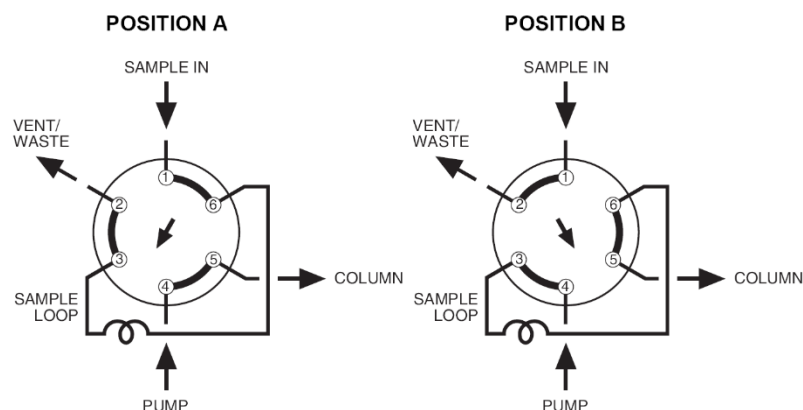 POSITION A
SAMPLE IN
VENT/
WASTE
1
2
6
3
5
4
COLUMN
SAMPLE
LOOP
PUMP
POSITION B
SAMPLE IN
VENT/
WASTE
1
2
6
3
5
4
COLUMN
SAMPLE
LOOP
PUMP